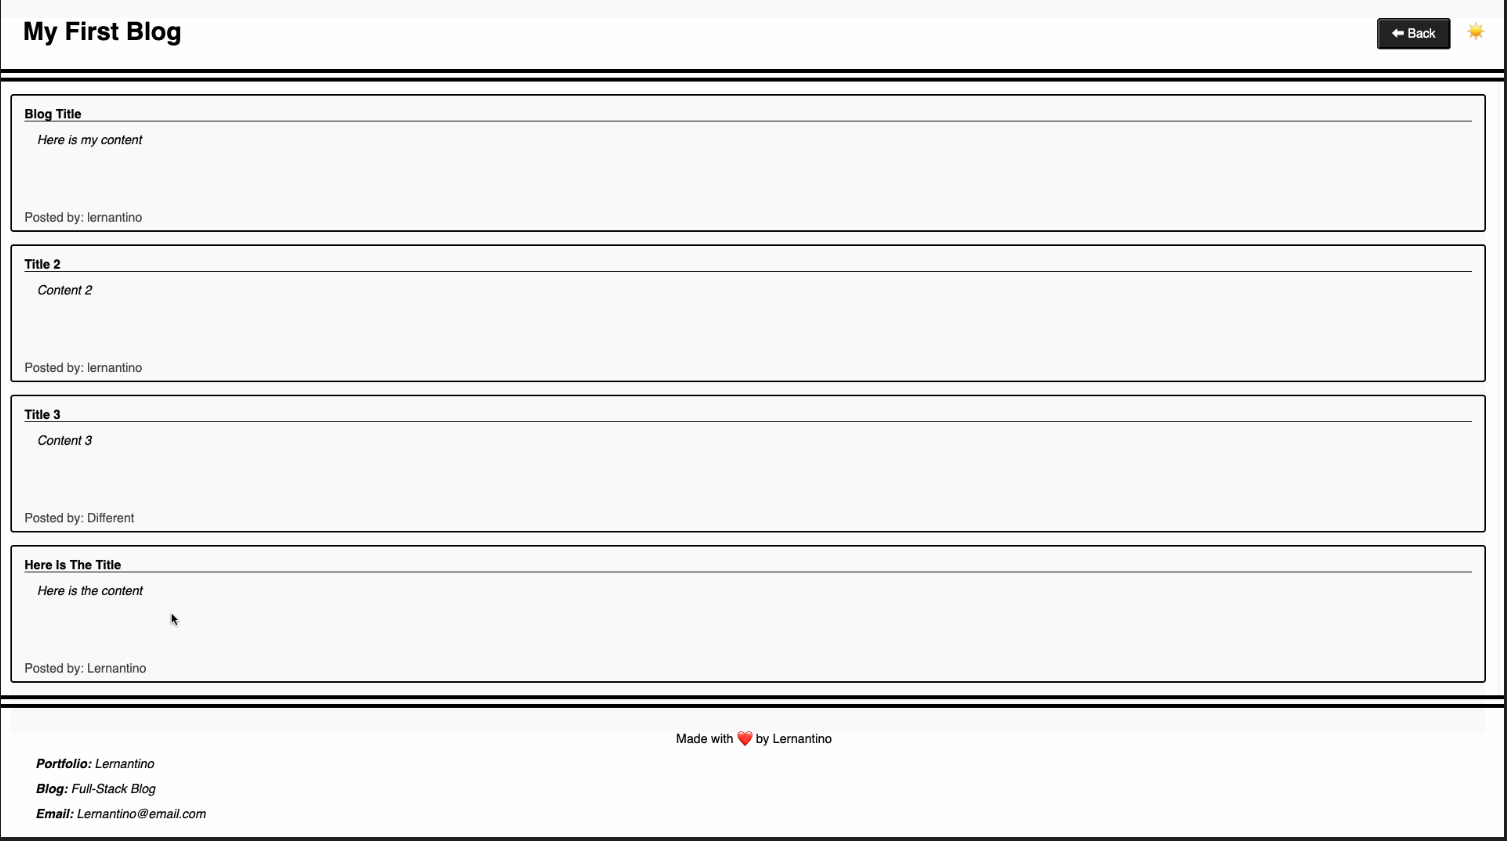 My First Blog
Back
Blog Title
Here is my content
Posted by: lernantino
Title 2
Content 2
Posted by: lernantino
Title 3
Content 3
Posted by: Different
Here Is The Title
Here is the content
Posted by: Lernantino
Made with ❤️ by Lernantino
Portfolio: Lernantino
Blog: Full-Stack Blog
Email: Lernantino@email.com